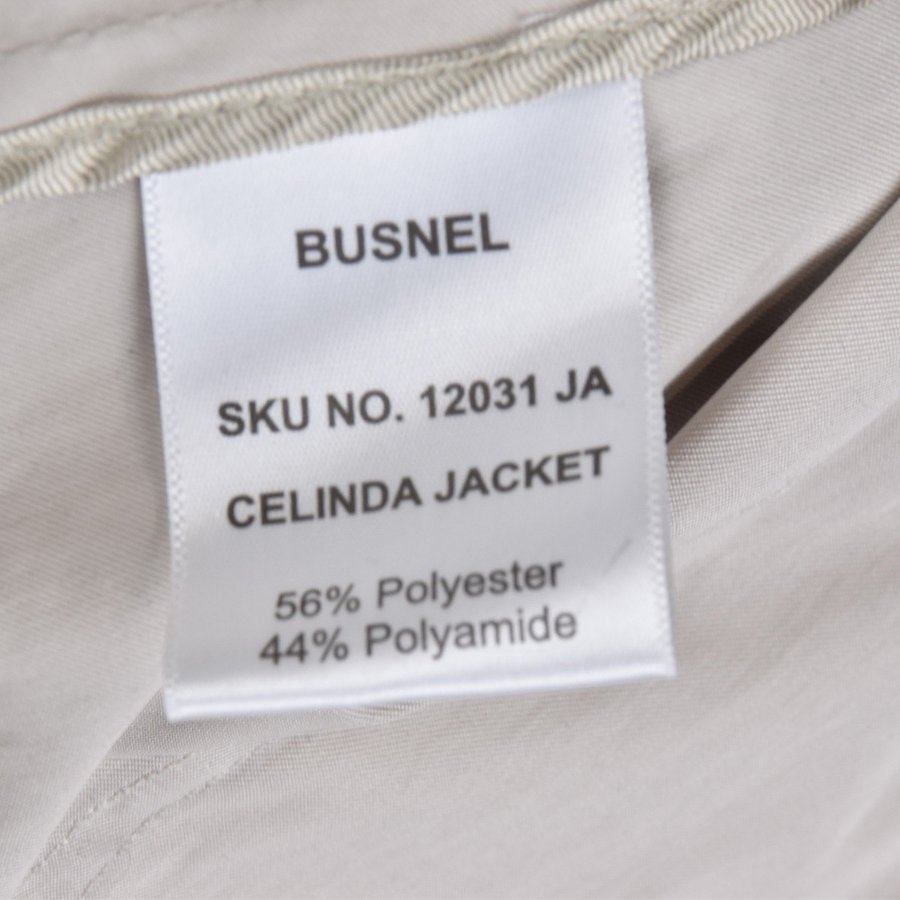 BUSNEL
SKU NO. 12031 JA
CELINDA JACKET
56% Polyester
44% Polyamide